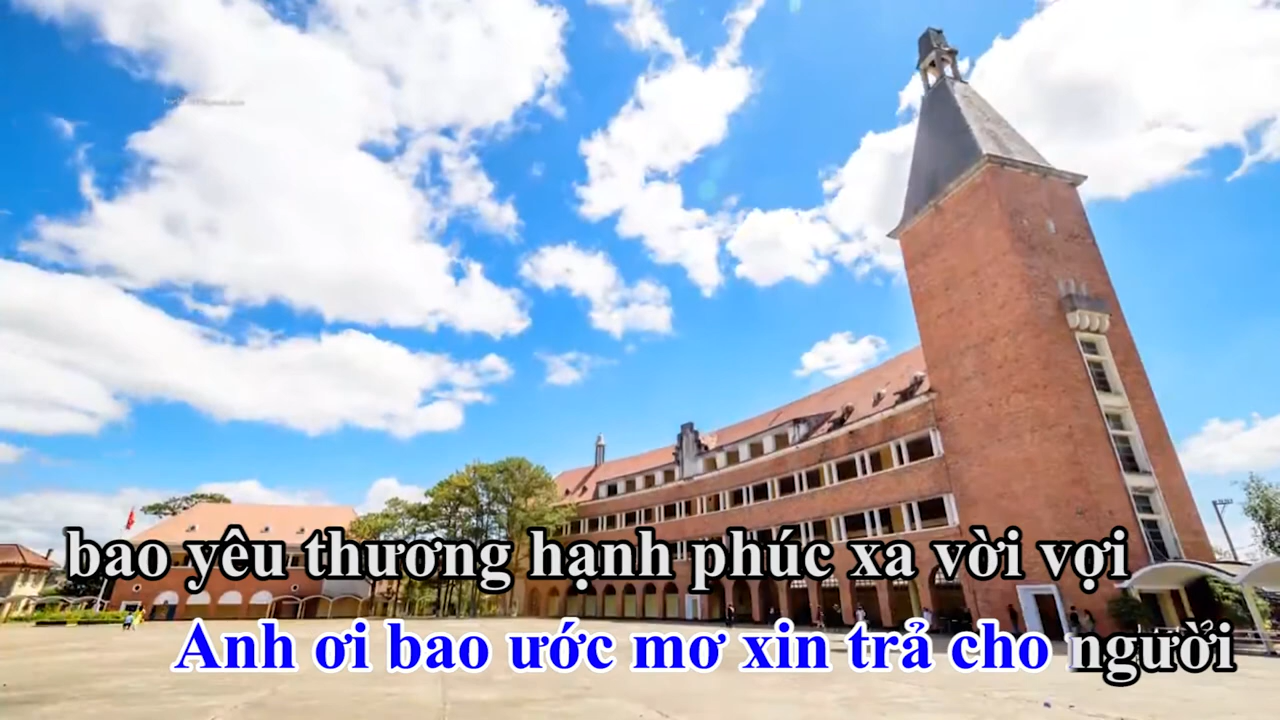 bao yêu thương hạnh phúc xa vời vợi
Anh ơi bao ước mơ xin trả cho người